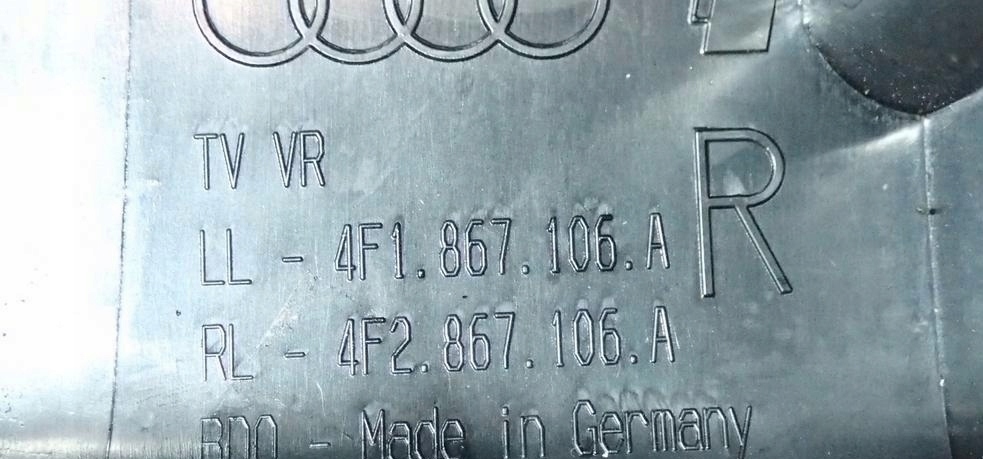 TV VR
R
LL - 4F1.867.106.A
RL - 4F2.867.106.A
- Made in Germany